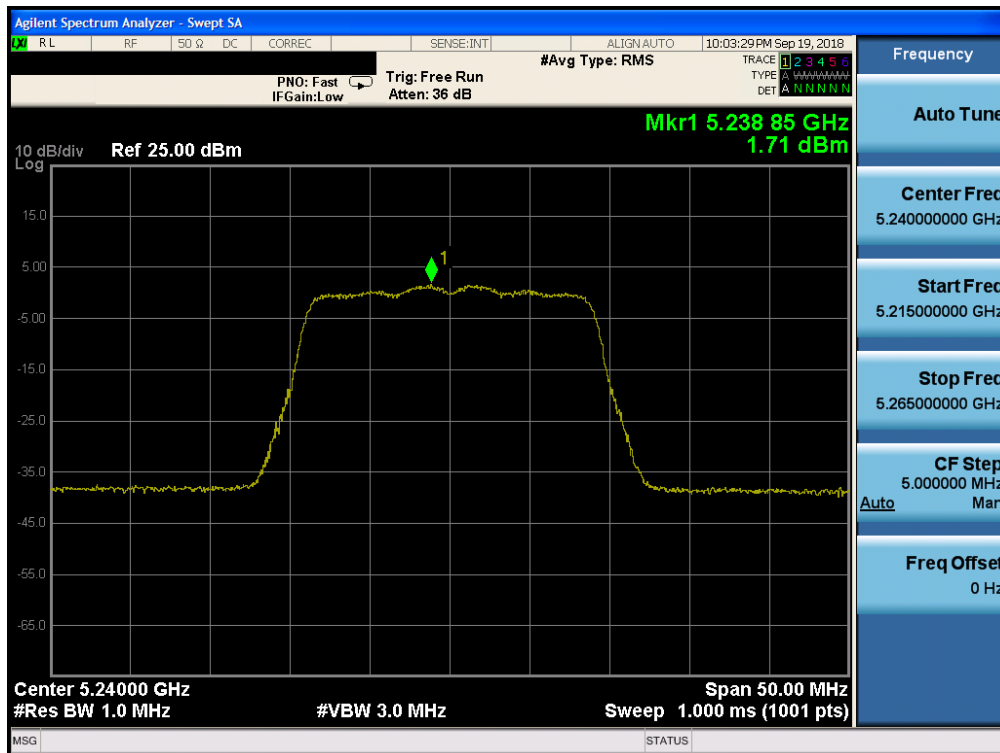 Agilent Spectrum Analyzer - Swept SA
LXI RL RF 50 Ω DC CORREC SENSE:INT ALIGN AUTO 10:03:29 PM Sep 19, 2018
#Avg Type: RMS
TRACE 1 2 3 4 5 6
PNO: Fast Trig: Free Run
TYPE A WWWWW
IFGain:Low Atten: 36 dB
DET A N N N N N
Mkr1 5.238 85 GHz
1.71 dBm
10 dB/div Ref 25.00 dBm
Log
15.0
5.00
1
-5.00
-15.0
-25.0
-35.0
-45.0
-55.0
-65.0
Center 5.24000 GHz Span 50.00 MHz
#Res BW 1.0 MHz #VBW 3.0 MHz Sweep 1.000 ms (1001 pts)
MSG STATUS
Frequency
Auto Tune
Center Freq
5.240000000 GHz
Start Freq
5.215000000 GHz
Stop Freq
5.265000000 GHz
CF Step
5.000000 MHz
Auto Man
Freq Offset
0 Hz